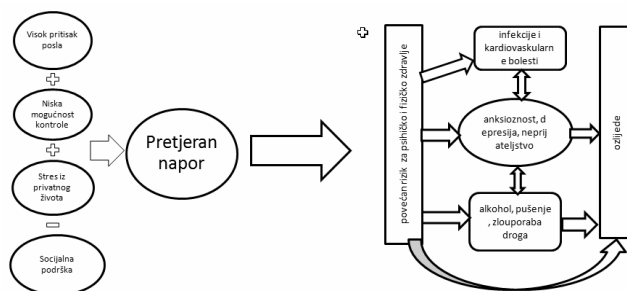 Visok pritisak
posla
Niska
mogućnost
kontrole
Stres iz
privatnog
života
Socijalna
podrška
Pretjeran
napor
povećan rizik za psihičko i fizičko zdravlje
infekcije i
kardiovaskularn
e bolesti
anksioznost, d
epresija, neprij
ateljstvo
alkohol, pušenje
, zlouporaba
droga
ozlijede